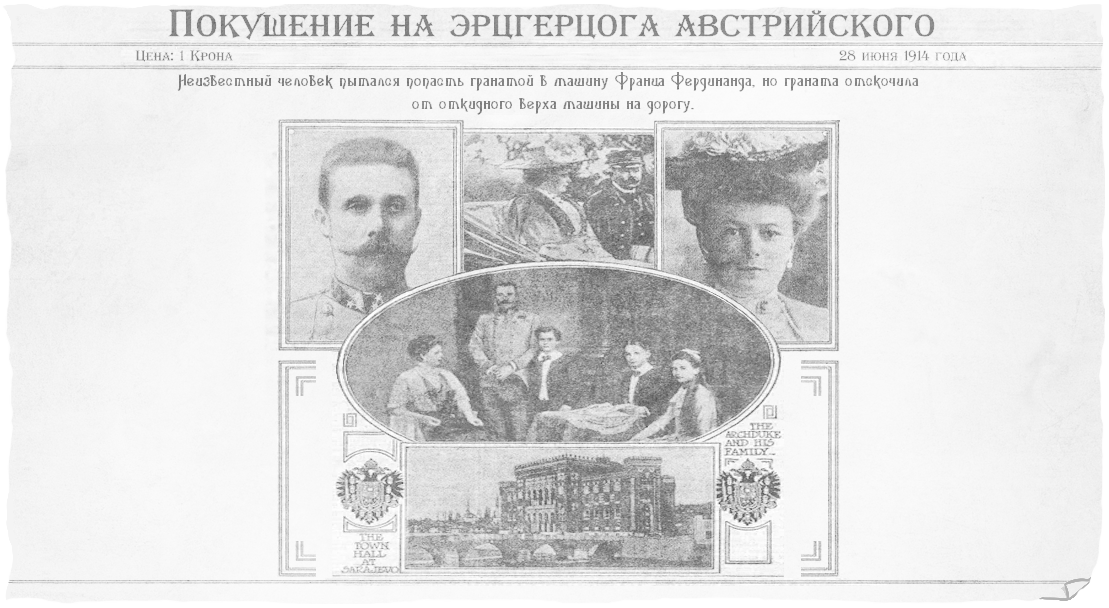 Покушение на эрцгерцога австрийского
Цена: 1 Крона
28 июня 1914 года
Неизвестный человек пытался попасть гранатой в машину Франца Фердинанда, но граната отскочила
от откидного верха машины на дорогу.
THE
ARCHDUKE
AND HIS
FAMILY
THE
TOWN
HALL
AT
SARAJEVO